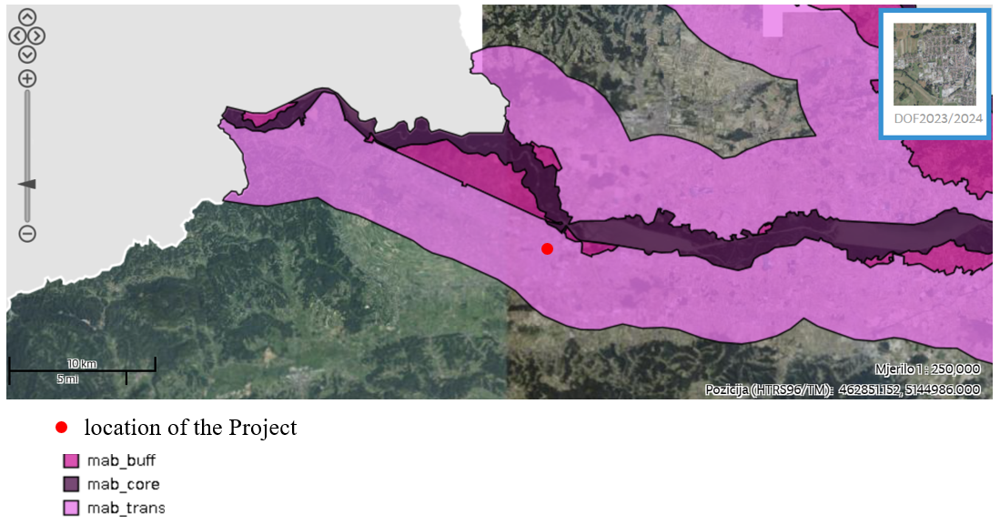 DOF2023/2024
10 km
5 mi
Mjerilo 1 : 250,000
Pozicija (HTRS96/TM): 462851.152, 5144986.000
location of the Project
mab_buff
mab_core
mab_trans